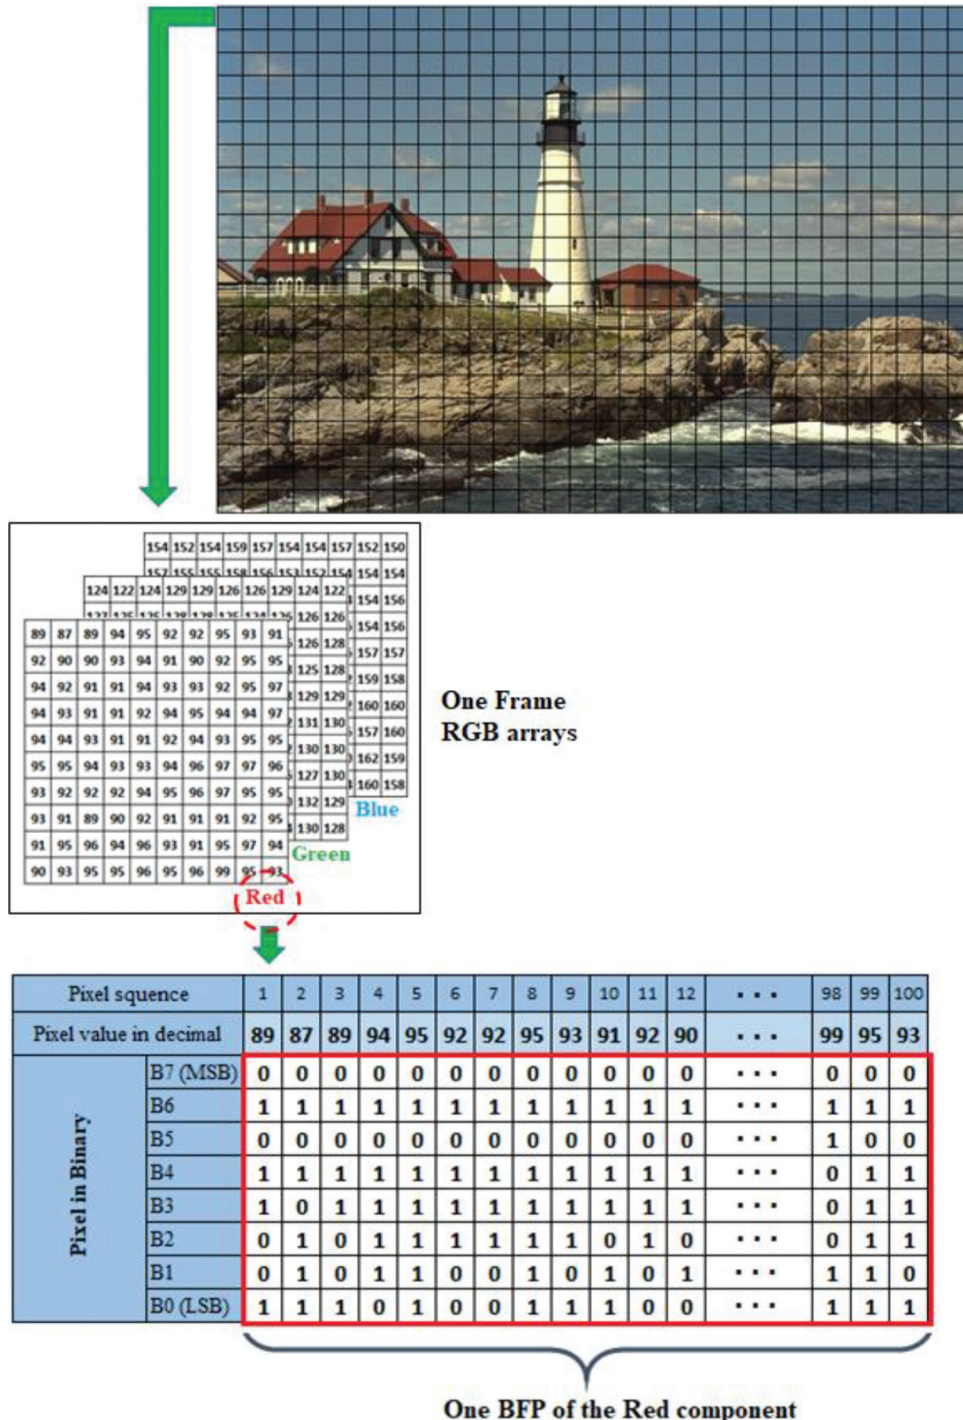 154 152 154 159 157 154 154 157 152 150
154 154
124 122 124 129 129 126 126 129 124 122
154 156
126 126
154 156
89 87 89 94 95 92 92 95 93 91
126 128
157 157
92 90 90 93 94 91 90 92 95 95
125 128
159 158
94 92 91 91 94 93 93 92 95 97
129 129
160 160
94 93 91 91 92 94 95 94 94 97
131 130
157 160
94 94 93 91 91 92 94 93 95 95
130 130
162 159
95 95 94 93 93 94 96 97 97 96
127 130
160 158
93 92 92 92 94 95 96 97 95 95
132 129
Blue
93 91 89 90 92 91 91 91 92 95
130 128
91 95 96 94 96 93 91 95 97 94
Green
90 93 95 95 96 95 96 99 95 93
Red
One Frame
RGB arrays
Pixel squence 1 2 3 4 5 6 7 8 9 10 11 12 ... 98 99 100
Pixel value in decimal 89 87 89 94 95 92 92 95 93 91 92 90 ... 99 95 93
Pixel in Binary
B7 (MSB) 0 0 0 0 0 0 0 0 0 0 0 0 ... 0 0 0
B6 1 1 1 1 1 1 1 1 1 1 1 1 ... 1 1 1
B5 0 0 0 0 0 0 0 0 0 0 0 0 ... 1 0 0
B4 1 1 1 1 1 1 1 1 1 1 1 1 ... 0 1 1
B3 1 0 1 1 1 1 1 1 1 1 1 1 ... 0 1 1
B2 0 1 0 1 1 1 1 1 1 0 1 0 ... 0 1 1
B1 0 1 0 1 1 0 0 1 0 1 0 1 ... 1 1 0
B0 (LSB) 1 1 1 0 1 0 0 1 1 1 0 0 ... 1 1 1
One BFP of the Red component